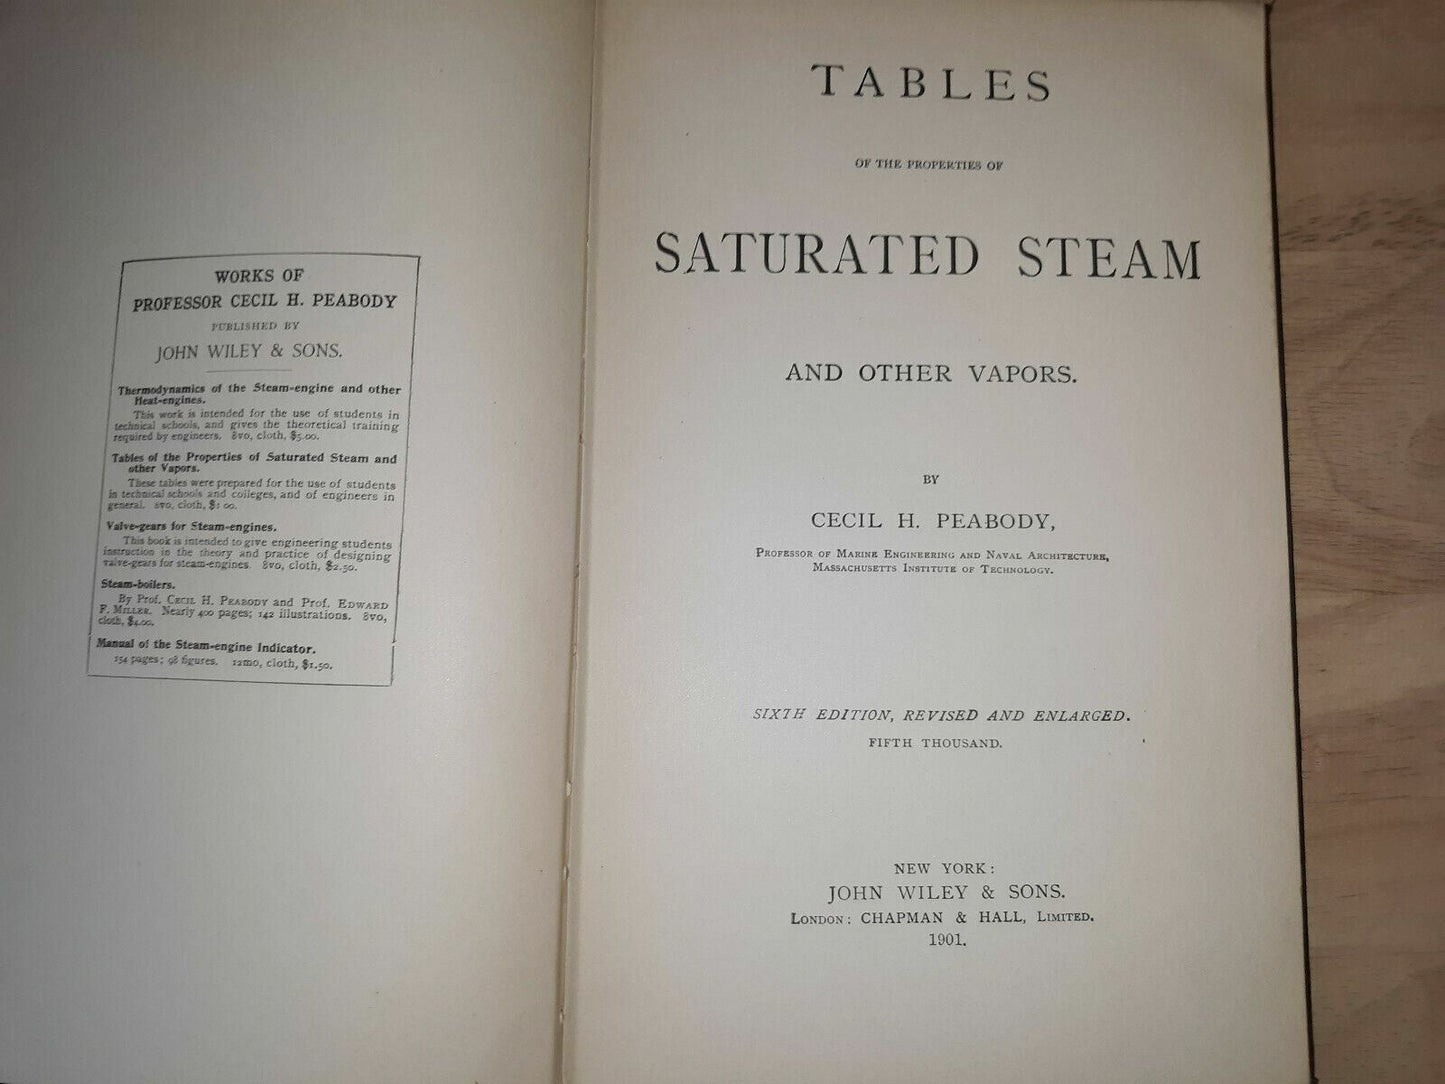 WORKS OF
PROFESSOR CECIL H. PEABODY
PUBLISHED BY
JOHN WILEY & SONS.
Thermodynamics of the Steam-engine and other
Heat-engines.
This work is intended for the use of students in
technical schools, and gives the theoretical training
required by engineers. 8vo, cloth, $5.00.
Tables of the Properties of Saturated Steam and
other Vapors.
These tables were prepared for the use of students
in technical schools and colleges, and of engineers in
general. 8vo, cloth, $1 00.
Valve-gears for Steam-engines.
This book is intended to give engineering students
instruction in the theory and practice of designing
valve-gears for steam-engines. 8vo, cloth, $2.50.
Steam-boilers.
By Prof. CECIL H. PEABODY and Prof. EDWARD
F. MILLER. Nearly 400 pages; 142 illustrations. 8vo,
cloth, $4.00.
Manual of the Steam-engine Indicator.
154 pages; 98 figures. 12mo, cloth, $1.50.
TABLES
OF THE PROPERTIES OF
SATURATED STEAM
AND OTHER VAPORS.
BY
CECIL H. PEABODY,
PROFESSOR OF MARINE ENGINEERING AND NAVAL ARCHITECTURE,
MASSACHUSETTS INSTITUTE OF TECHNOLOGY.
SIXTH EDITION, REVISED AND ENLARGED.
FIFTH THOUSAND.
NEW YORK:
JOHN WILEY & SONS.
LONDON: CHAPMAN & HALL, LIMITED.
1901.